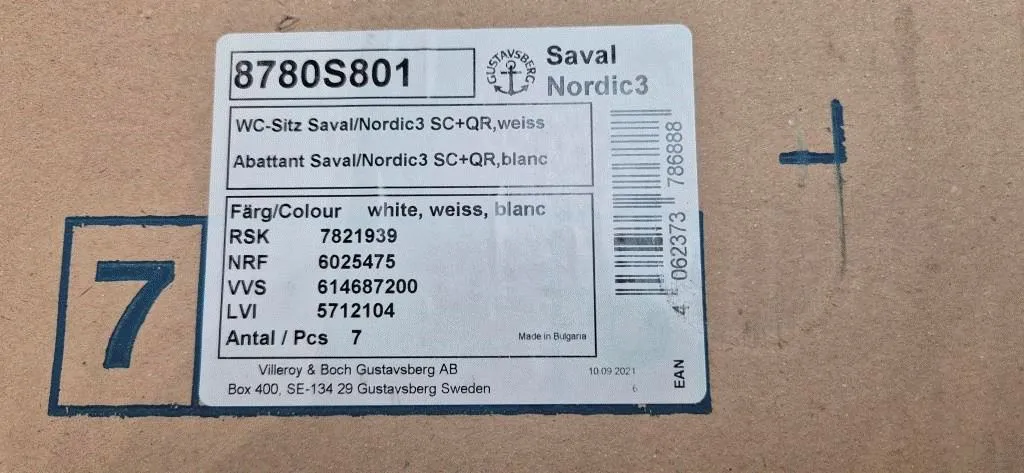 8780S801
GUSTAVSBERG
Saval
Nordic3
WC-Sitz Saval/Nordic3 SC+QR,weiss
Abattant Saval/Nordic3 SC+QR,blanc
Färg/Colour white, weiss, blanc
RSK 7821939
NRF 6025475
VVS 614687200
LVI 5712104
Antal / Pcs 7
Made in Bulgaria
Villeroy & Boch Gustavsberg AB
10.09.2021
Box 400, SE-134 29 Gustavsberg Sweden
6
4 062373 786888
EAN
7